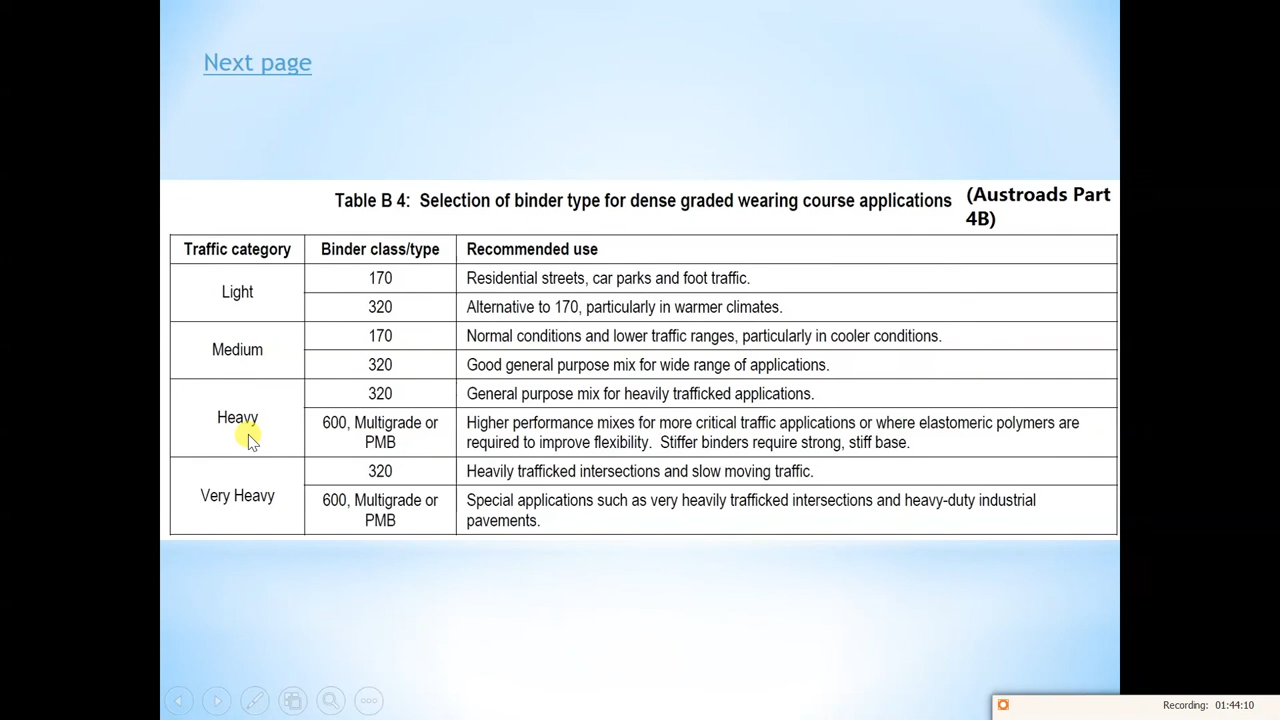 Next page
Table B 4: Selection of binder type for dense graded wearing course applications
(Austroads Part
4B)
Traffic category
Binder class/type
Recommended use
Light
170
Residential streets, car parks and foot traffic.
320
Alternative to 170, particularly in warmer climates.
Medium
170
Normal conditions and lower traffic ranges, particularly in cooler conditions.
320
Good general purpose mix for wide range of applications.
Heavy
320
General purpose mix for heavily trafficked applications.
600, Multigrade or
PMB
Higher performance mixes for more critical traffic applications or where elastomeric polymers are
required to improve flexibility. Stiffer binders require strong, stiff base.
Very Heavy
320
Heavily trafficked intersections and slow moving traffic.
600, Multigrade or
PMB
Special applications such as very heavily trafficked intersections and heavy-duty industrial
pavements.
Recording: 01:44:10